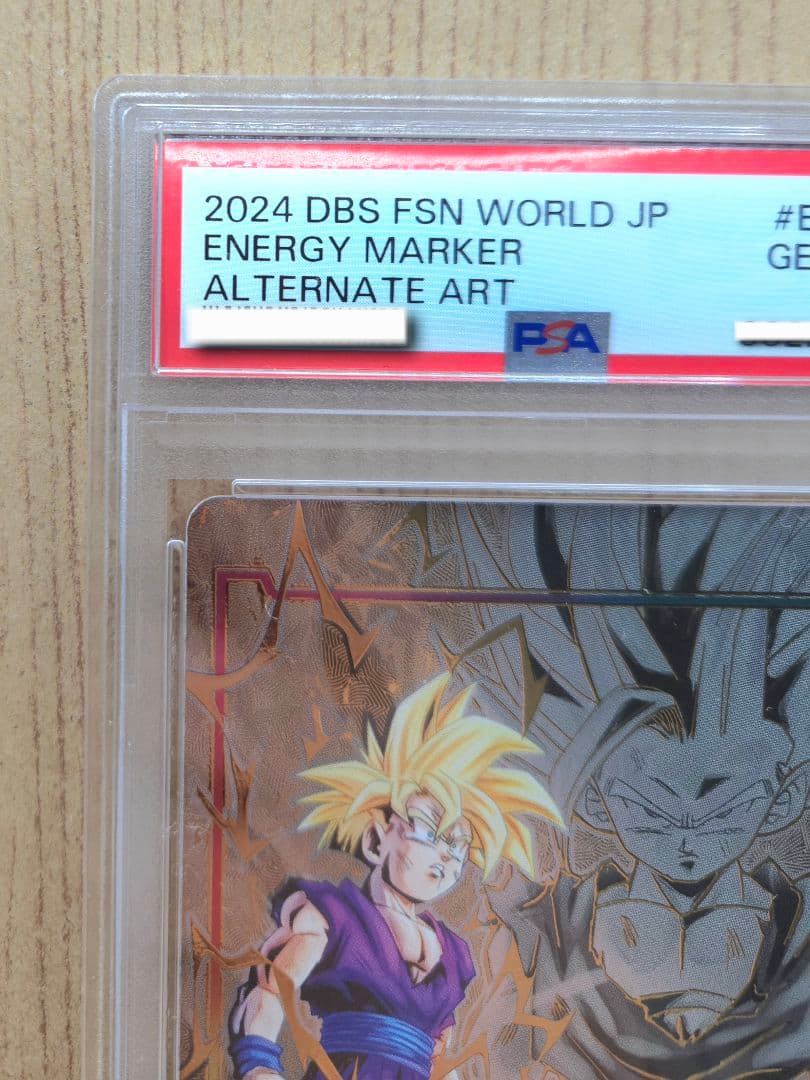 2024 DBS FSN WORLD JP
ENERGY MARKER
ALTERNATE ART
PSA